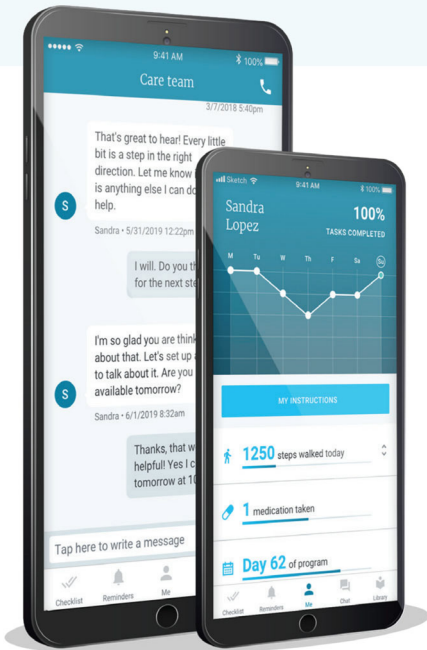 9:41 AM
100%
Care team
3/7/2018 5:40pm
That's great to hear! Every little
bit is a step in the right
direction. Let me know
is anything else I can do
help.
S
Sandra • 5/31/2019 12:22pm
I will. Do you
for the next
I'm so glad you are
about that. Let's set up
to talk about it. Are you
available tomorrow?
S
Sandra • 6/1/2019 8:32am
Thanks, that
helpful! Yes I
tomorrow at
Tap here to write a message
Checklist
Reminders
Me
Sketch
9:41 AM
100%
Sandra
Lopez
100%
TASKS COMPLETED
M Tu W Th F Sa Su
MY INSTRUCTIONS
1250 steps walked today
1 medication taken
Day 62 of program
Checklist
Reminders
Me
Chat
Library